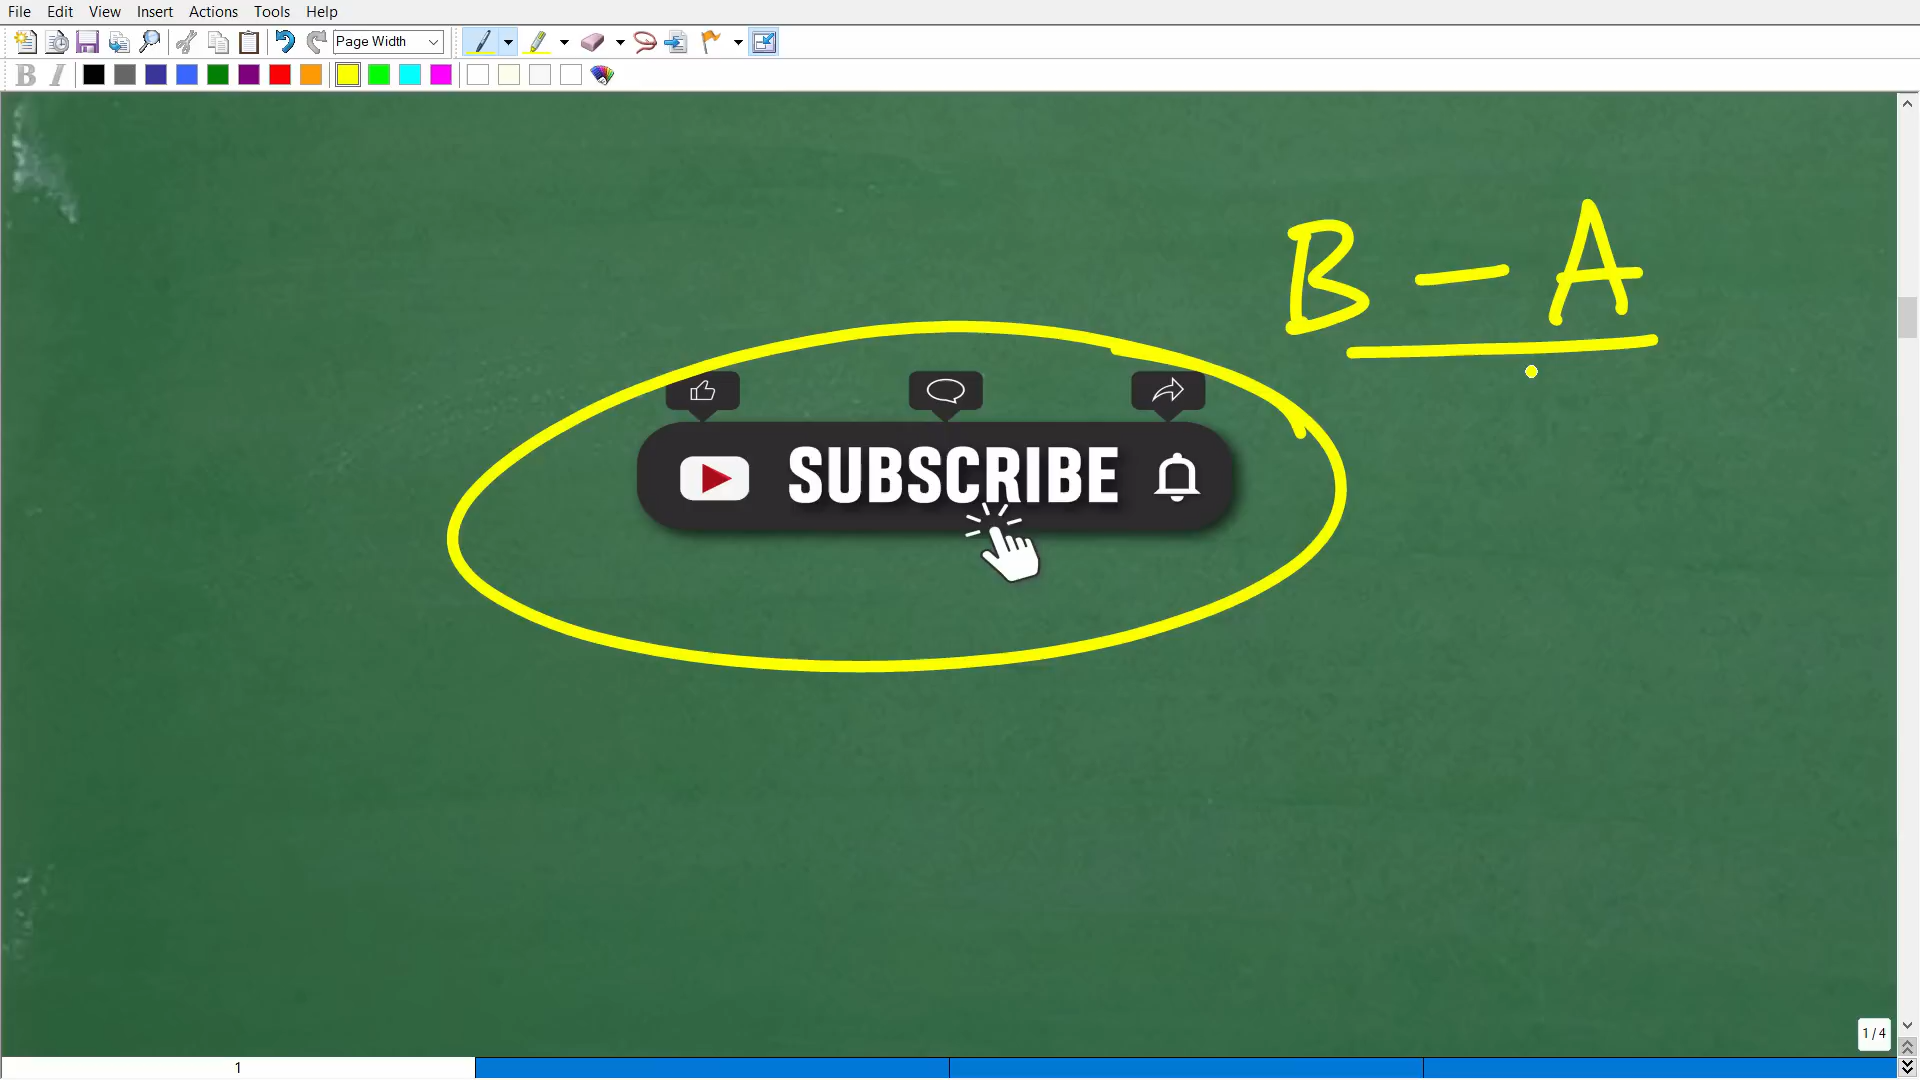 File Edit View Insert Actions Tools Help
Page Width
B I
B - A
SUBSCRIBE
1 / 4
1